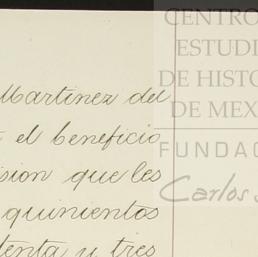 CENTRO
ESTUDI
DE HISTO
DE MEX
FUNDAC
Carlos
Martinez del
el beneficio
sion que les
quinientos
tenta y tres